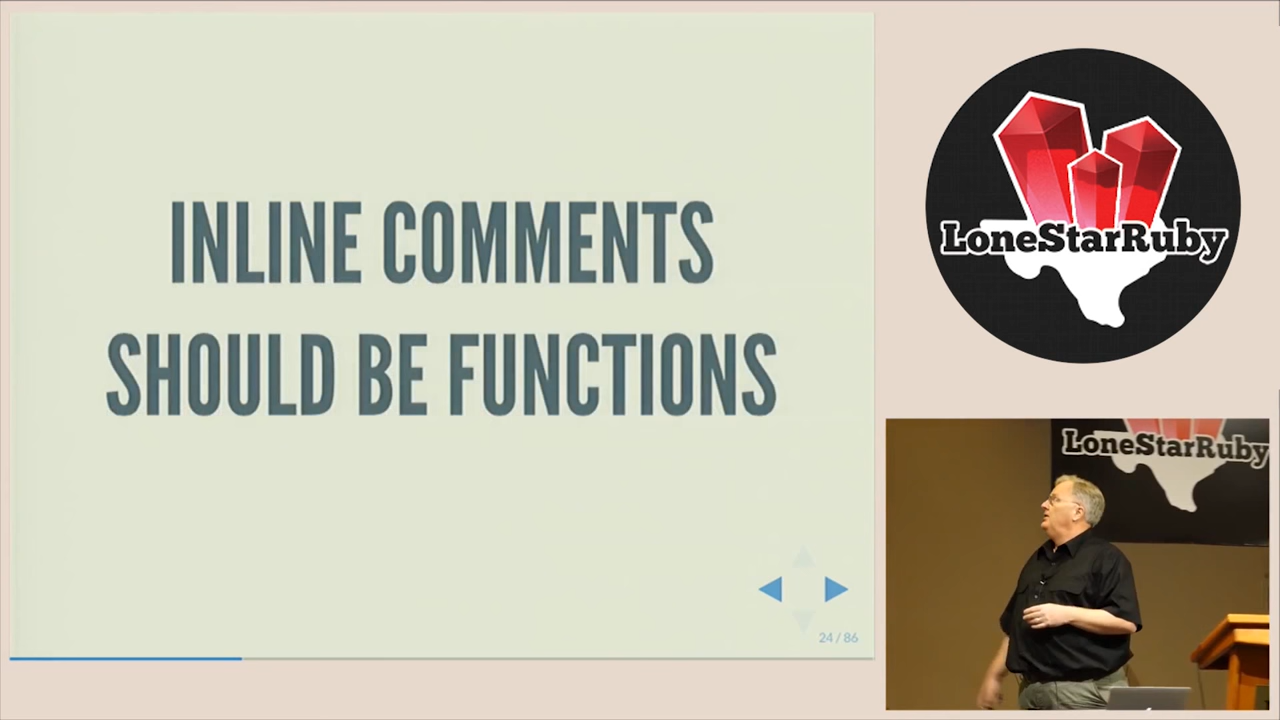 INLINE COMMENTS
SHOULD BE FUNCTIONS
24 / 86
LoneStarRuby
LoneStarRuby